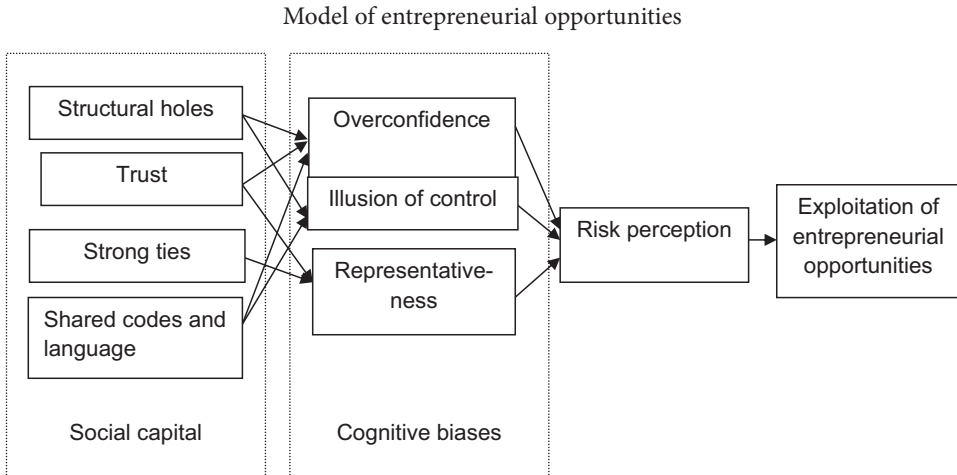 Model of entrepreneurial opportunities
Structural holes
Trust
Strong ties
Shared codes and
language
Social capital
Overconfidence
Illusion of control
Representative-
ness
Cognitive biases
Risk perception
Exploitation of
entrepreneurial
opportunities